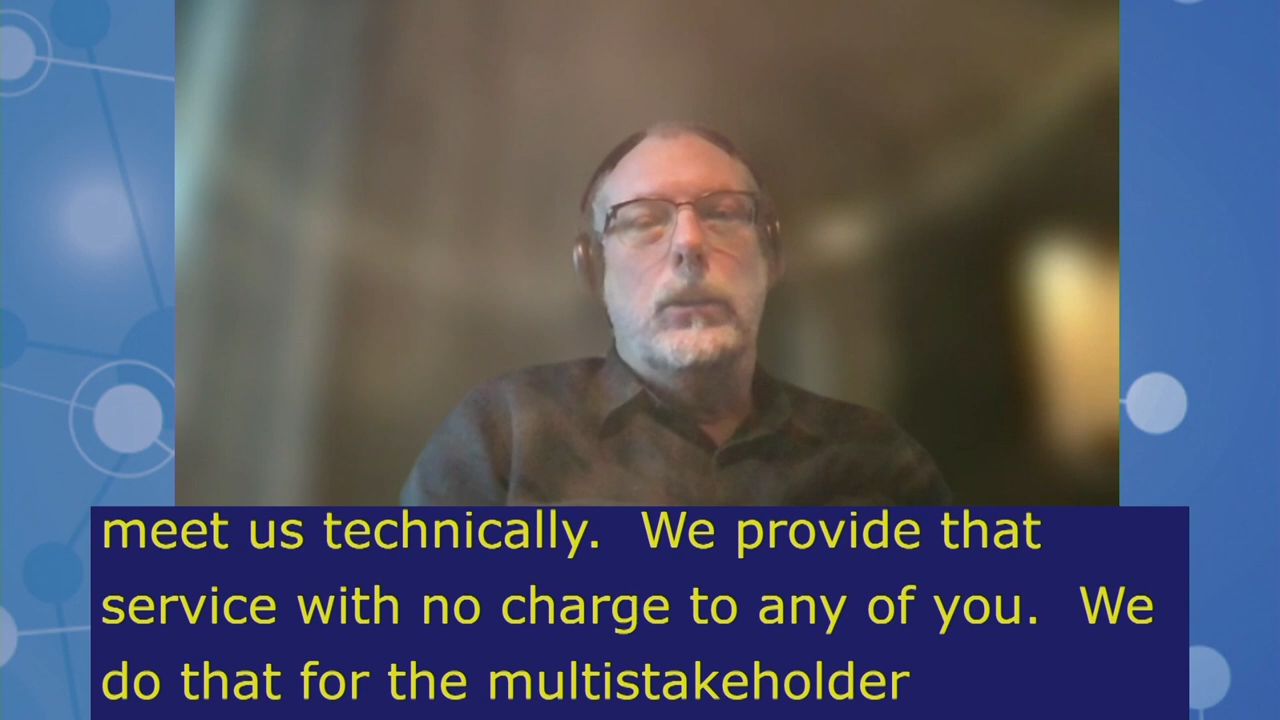 meet us technically.  We provide that
service with no charge to any of you.  We
do that for the multistakeholder